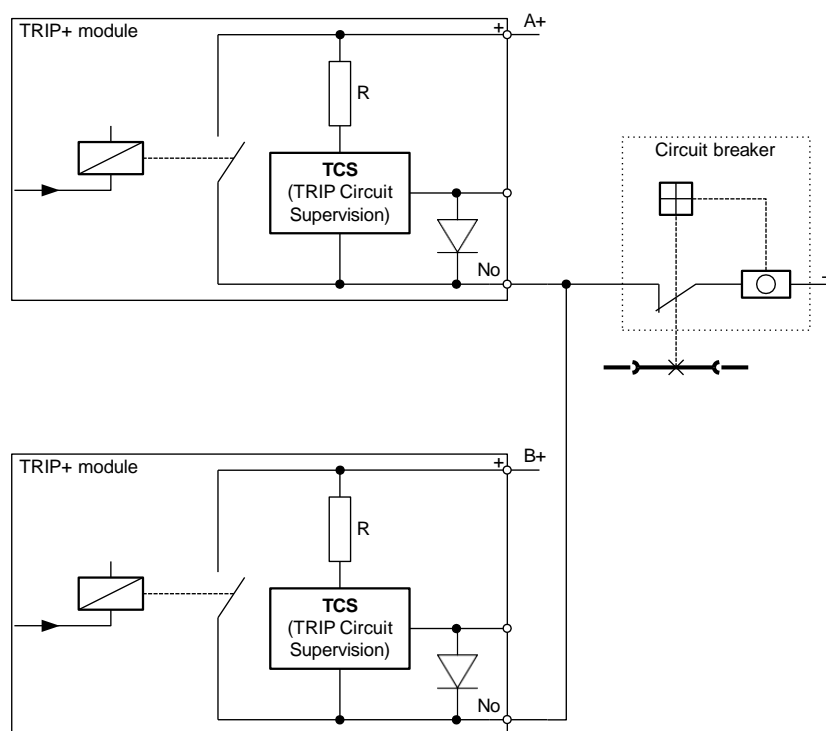 TRIP+ module
+
A+
R
TCS
(TRIP Circuit
Supervision)
No
Circuit breaker
-
TRIP+ module
+
B+
R
TCS
(TRIP Circuit
Supervision)
No